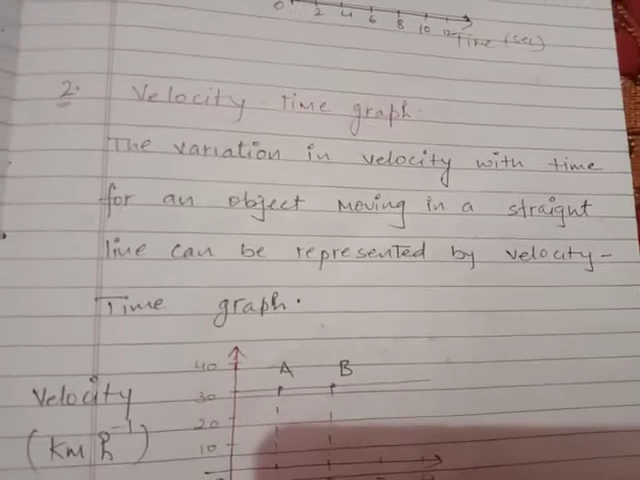 0 2 4 6 8 10 12
Time (sec)
2. Velocity - Time graph.
The variation in velocity with time
for an object moving in a straight
line can be represented by velocity-
Time graph.
40 A B
Velocity 30
20
(Km h⁻¹) 10